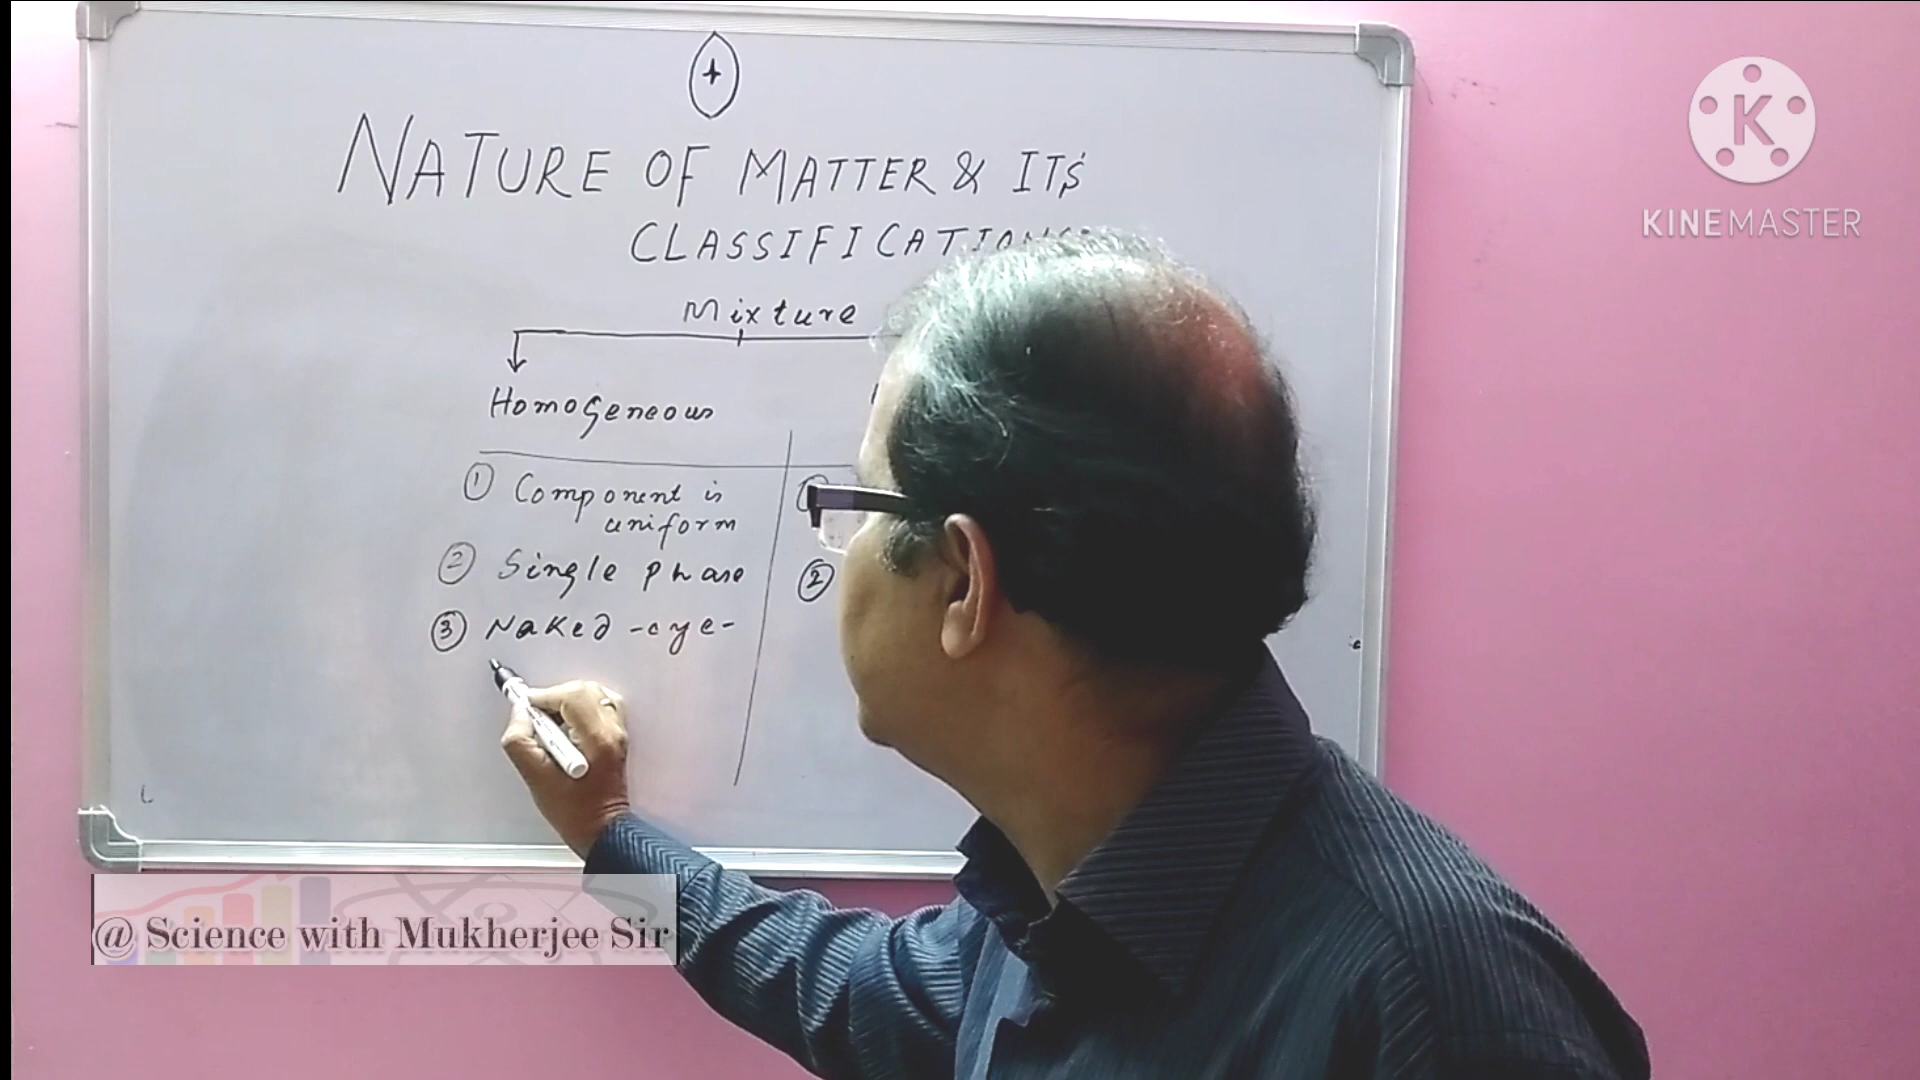 +
NATURE OF MATTER & ITS
CLASSIFICATION
Mixture
Homogeneous
① Component is
uniform
② Single phase
③ Naked -eye-
②
K
KINEMASTER
@ Science with Mukherjee Sir